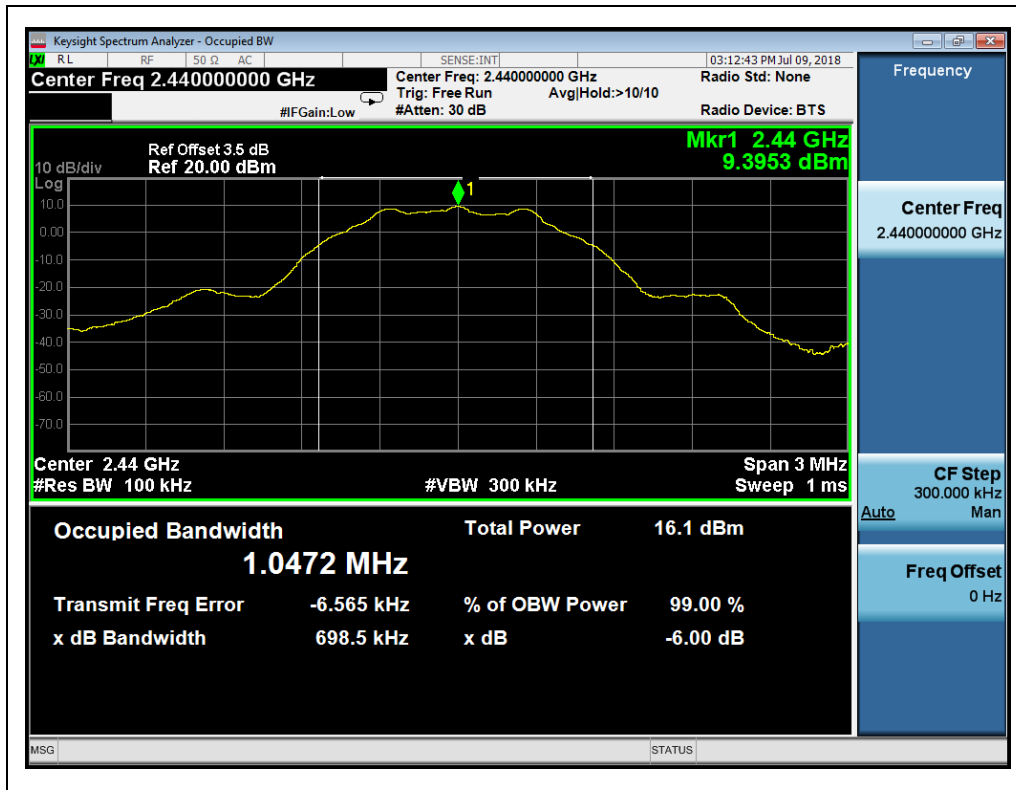 Keysight Spectrum Analyzer - Occupied BW
LXI RL RF 50 Ω AC SENSE:INT 03:12:43 PM Jul 09, 2018
Center Freq 2.440000000 GHz
Center Freq: 2.440000000 GHz
Radio Std: None
Trig: Free Run Avg|Hold:>10/10
#IFGain:Low
#Atten: 30 dB
Radio Device: BTS
Mkr1 2.44 GHz
9.3953 dBm
Ref Offset 3.5 dB
10 dB/div Ref 20.00 dBm
Log
1
10.0
0.00
-10.0
-20.0
-30.0
-40.0
-50.0
-60.0
-70.0
Center 2.44 GHz Span 3 MHz
#Res BW 100 kHz #VBW 300 kHz Sweep 1 ms
Occupied Bandwidth Total Power 16.1 dBm
1.0472 MHz
Transmit Freq Error -6.565 kHz % of OBW Power 99.00 %
x dB Bandwidth 698.5 kHz x dB -6.00 dB
Frequency
Center Freq
2.440000000 GHz
CF Step
300.000 kHz
Auto Man
Freq Offset
0 Hz
MSG STATUS